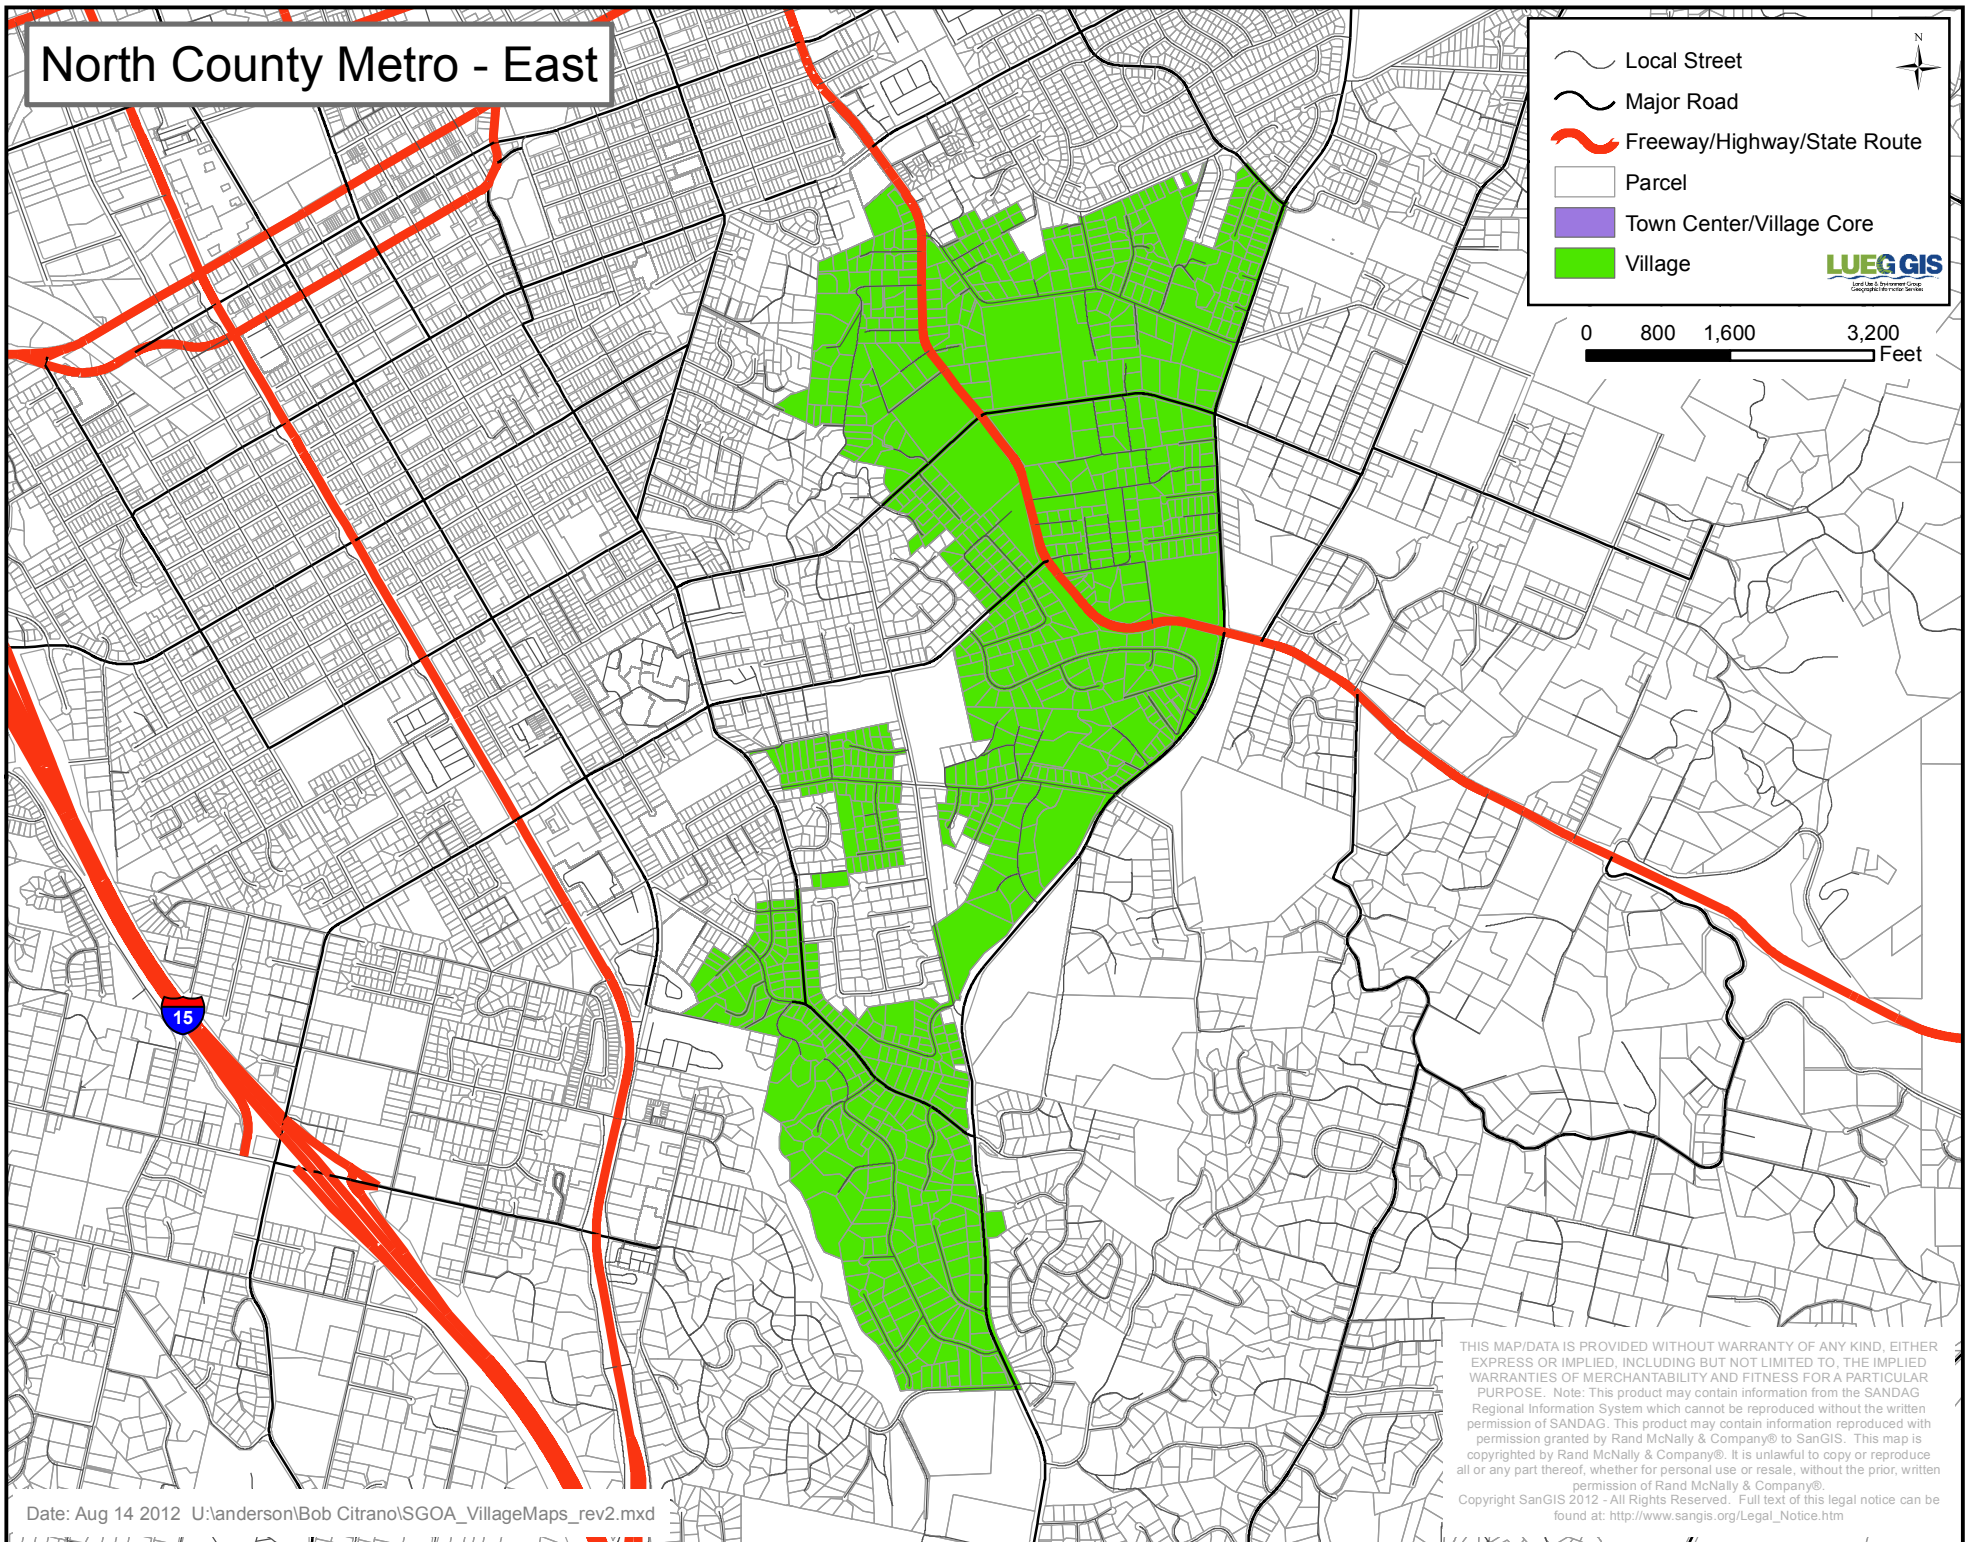 North County Metro - East
N
Local Street
Major Road
Freeway/Highway/State Route
Parcel
Town Center/Village Core
Village
LUEG GIS
Land Use & Environment Group
Geographic Information Services
0 800 1,600 3,200
Feet
15
THIS MAP/DATA IS PROVIDED WITHOUT WARRANTY OF ANY KIND, EITHER
EXPRESS OR IMPLIED, INCLUDING BUT NOT LIMITED TO, THE IMPLIED
WARRANTIES OF MERCHANTABILITY AND FITNESS FOR A PARTICULAR
PURPOSE. Note: This product may contain information from the SANDAG
Regional Information System which cannot be reproduced without the written
permission of SANDAG. This product may contain information reproduced with
permission granted by Rand McNally & Company® to SanGIS. This map is
copyrighted by Rand McNally & Company®. It is unlawful to copy or reproduce
all or any part thereof, whether for personal use or resale, without the prior, written
permission of Rand McNally & Company®.
Copyright SanGIS 2012 - All Rights Reserved. Full text of this legal notice can be
found at: http://www.sangis.org/Legal_Notice.htm
Date: Aug 14 2012 U:\anderson\Bob Citrano\SGOA_VillageMaps_rev2.mxd